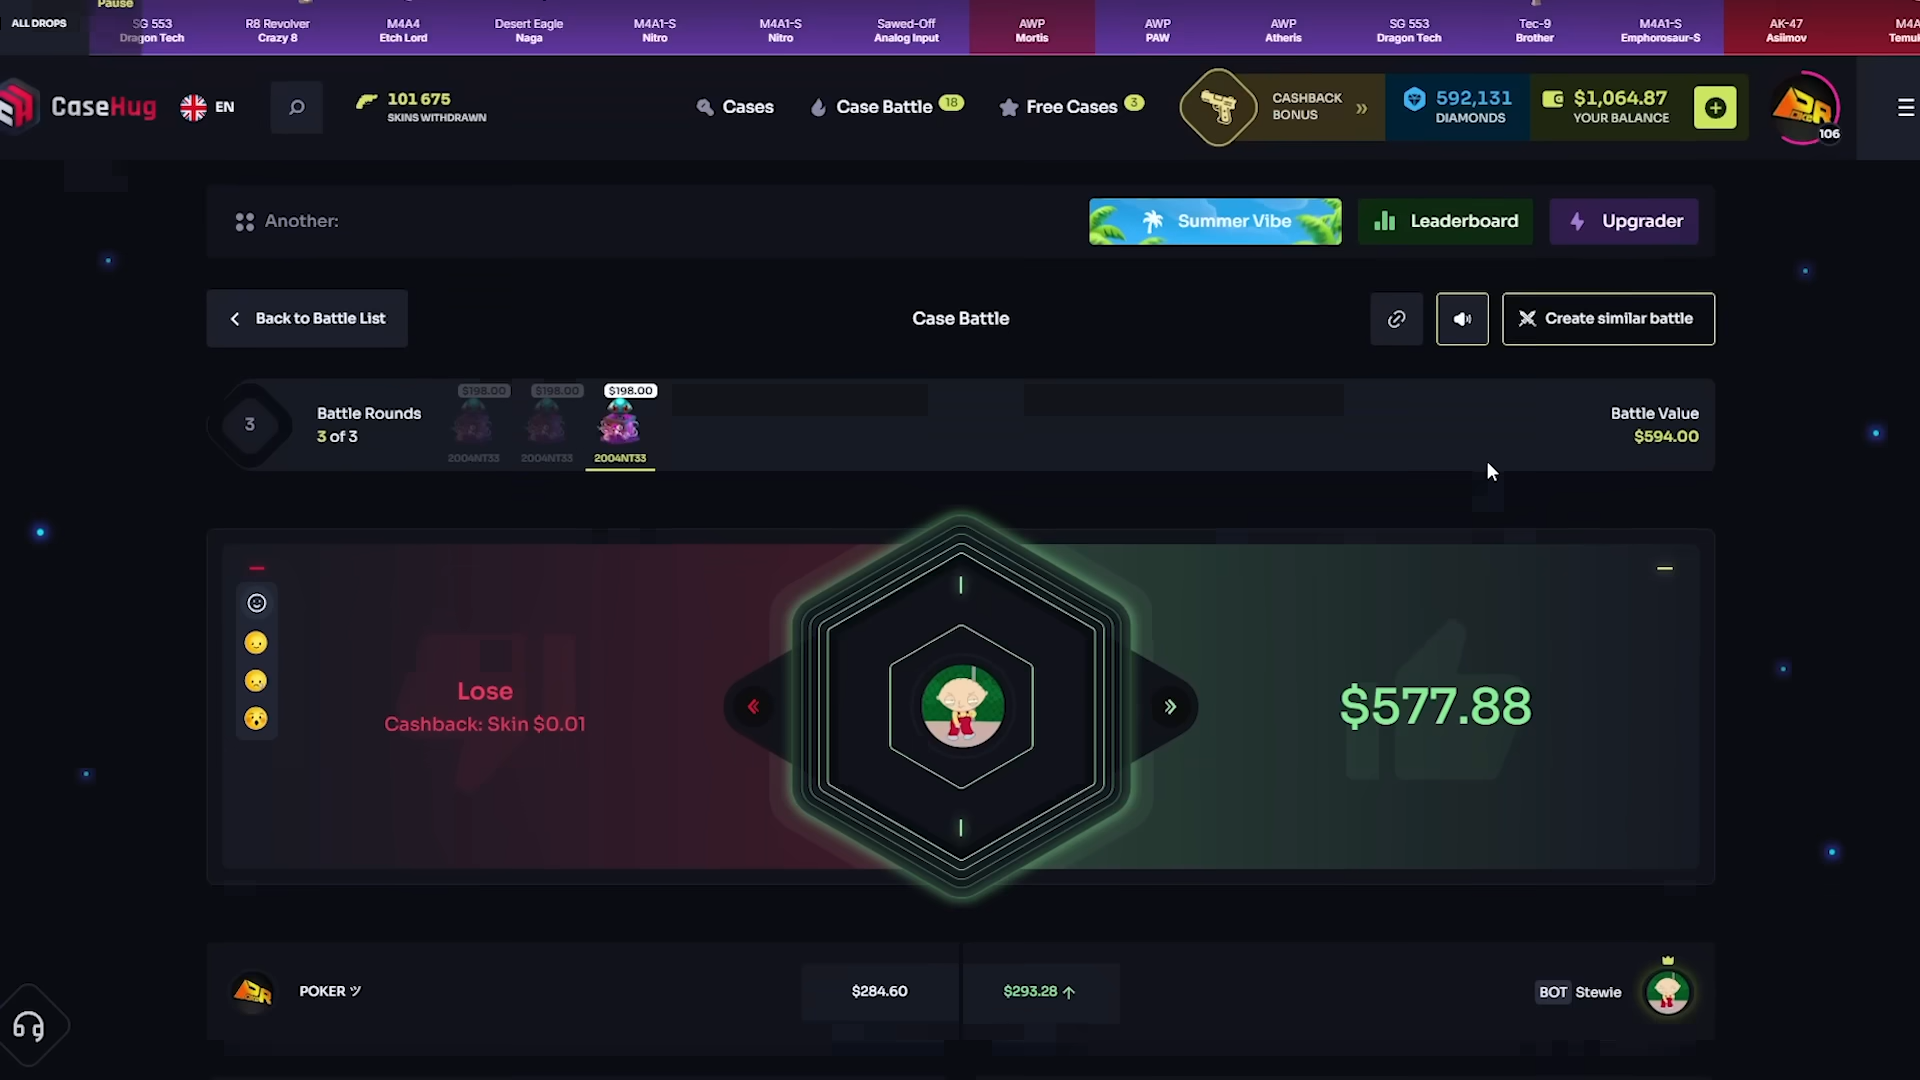 Pause
ALL DROPS
SG 553
Dragon Tech
R8 Revolver
Crazy 8
M4A4
Etch Lord
Desert Eagle
Naga
M4A1-S
Nitro
M4A1-S
Nitro
Sawed-Off
Analog Input
AWP
Mortis
AWP
PAW
AWP
Atheris
SG 553
Dragon Tech
Tec-9
Brother
M4A1-S
Emphorosaur-S
AK-47
Asiimov
CaseHug
EN
101 675
SKINS WITHDRAWN
Cases
Case Battle 18
Free Cases 3
CASHBACK
BONUS
592,131
DIAMONDS
$1,064.87
YOUR BALANCE
106
Another:
Summer Vibe
Leaderboard
Upgrader
Back to Battle List
Case Battle
Create similar battle
3
Battle Rounds
3 of 3
$198.00
2004NT33
$198.00
2004NT33
$198.00
2004NT33
Battle Value
$594.00
Lose
Cashback: Skin $0.01
$577.88
POKER ツ
$284.60
$293.28
BOT Stewie